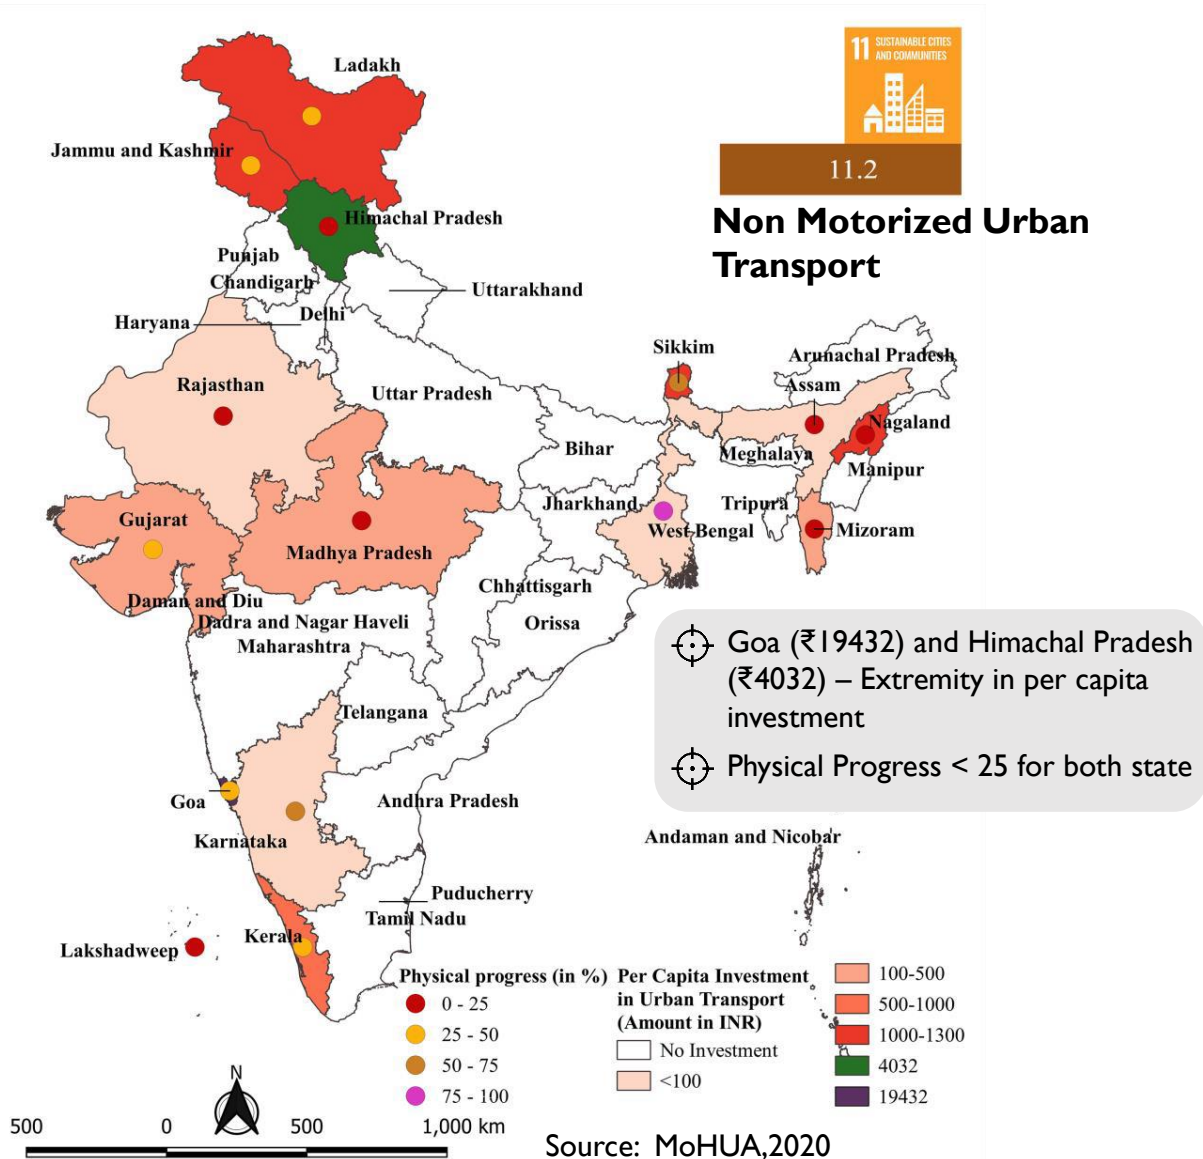 11 SUSTAINABLE CITIES
AND COMMUNITIES
11.2
Non Motorized Urban
Transport
Ladakh
Jammu and Kashmir
Himachal Pradesh
Punjab
Chandigarh
Uttarakhand
Haryana
Delhi
Rajasthan
Uttar Pradesh
Sikkim
Arunachal Pradesh
Assam
Nagaland
Bihar
Meghalaya
Manipur
Jharkhand
Tripura
West Bengal
Mizoram
Gujarat
Madhya Pradesh
Chhattisgarh
Daman and Diu
Dadra and Nagar Haveli
Orissa
Maharashtra
Goa (₹19432) and Himachal Pradesh
(₹4032) – Extremity in per capita
investment
Physical Progress < 25 for both state
Telangana
Goa
Andhra Pradesh
Karnataka
Andaman and Nicobar
Puducherry
Tamil Nadu
Kerala
Lakshadweep
Physical progress (in %)
0 - 25
25 - 50
50 - 75
75 - 100
Per Capita Investment
in Urban Transport
(Amount in INR)
No Investment
<100
100-500
500-1000
1000-1300
4032
19432
N
500 0 500 1,000 km
Source: MoHUA,2020